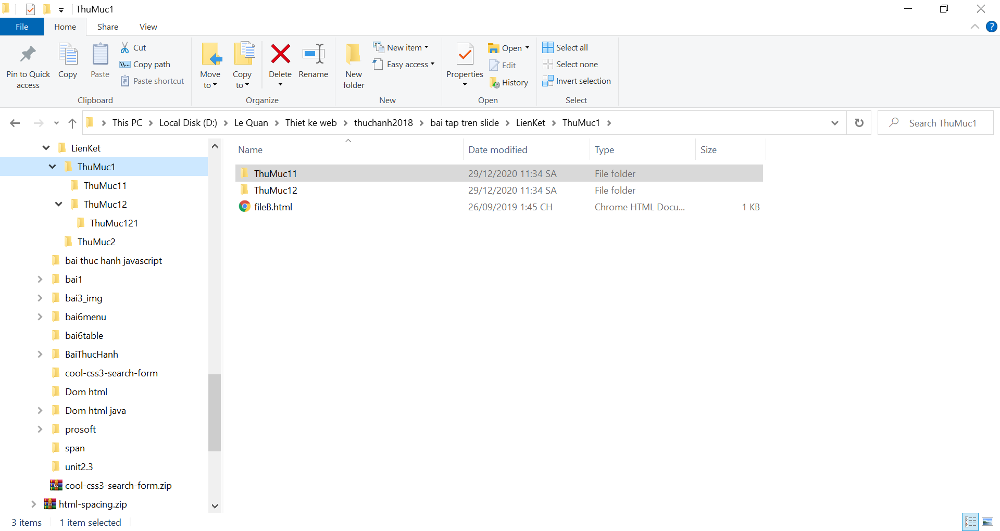 ThuMuc1
File Home Share View
Pin to Quick access
Copy
Paste
Cut
Copy path
Paste shortcut
Clipboard
Move to
Copy to
Delete
Rename
Organize
New folder
New item
Easy access
New
Properties
Open
Edit
History
Open
Select all
Select none
Invert selection
Select
This PC Local Disk (D:) Le Quan Thiet ke web thuchanh2018 bai tap tren slide LienKet ThuMuc1
Search ThuMuc1
LienKet
ThuMuc1
ThuMuc11
ThuMuc12
ThuMuc121
ThuMuc2
bai thuc hanh javascript
bai1
bai3_img
bai6menu
bai6table
BaiThucHanh
cool-css3-search-form
Dom html
Dom html java
prosoft
span
unit2.3
cool-css3-search-form.zip
html-spacing.zip
Name Date modified Type Size
ThuMuc11 29/12/2020 11:34 SA File folder
ThuMuc12 29/12/2020 11:34 SA File folder
fileB.html 26/09/2019 1:45 CH Chrome HTML Docu... 1 KB
3 items 1 item selected